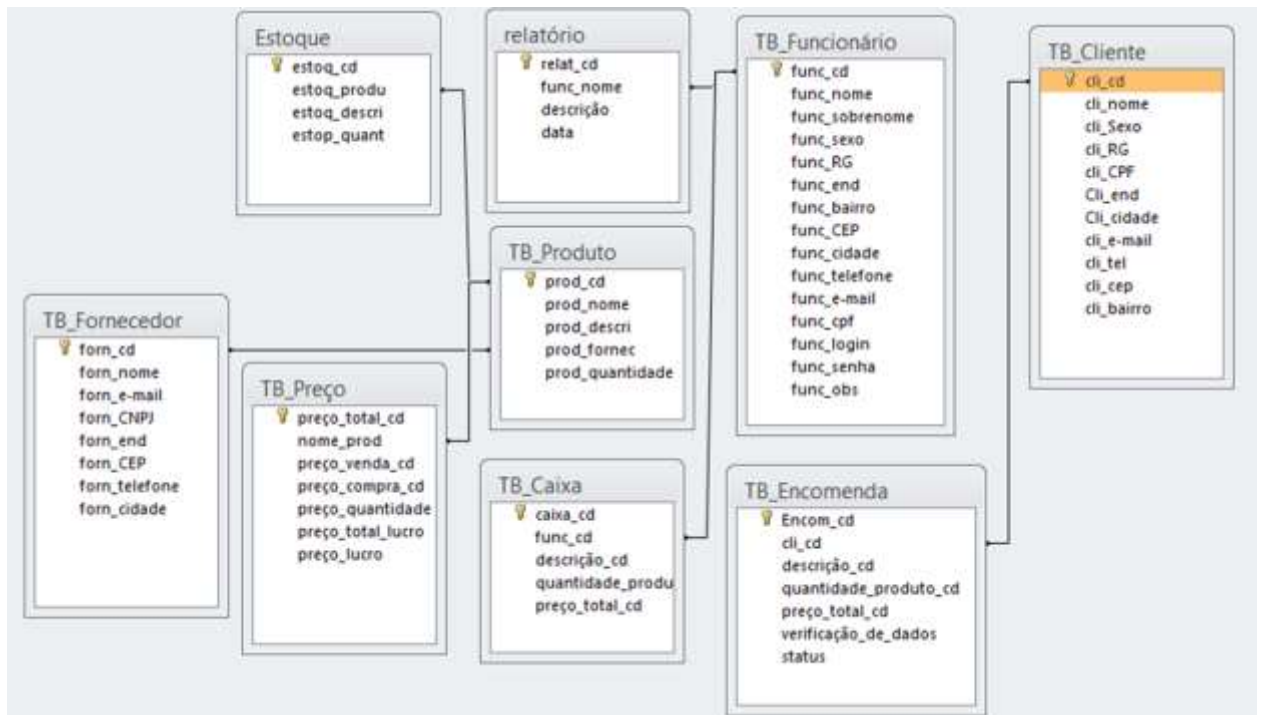 Estoque
estoq_cd
estoq_produ
estoq_descri
estop_quant
relatório
relat_cd
func_nome
descrição
data
TB_Funcionário
func_cd
func_nome
func_sobrenome
func_sexo
func_RG
func_end
func_bairro
func_CEP
func_cidade
func_telefone
func_e-mail
func_cpf
func_login
func_senha
func_obs
TB_Cliente
cli_cd
cli_nome
cli_Sexo
cli_RG
cli_CPF
Cli_end
Cli_cidade
cli_e-mail
cli_tel
cli_cep
cli_bairro
TB_Produto
prod_cd
prod_nome
prod_descri
prod_fornec
prod_quantidade
TB_Fornecedor
forn_cd
forn_nome
forn_e-mail
forn_CNPJ
forn_end
forn_CEP
forn_telefone
forn_cidade
TB_Preço
preço_total_cd
nome_prod
preço_venda_cd
preço_compra_cd
preço_quantidade
preço_total_lucro
preço_lucro
TB_Caixa
caixa_cd
func_cd
descrição_cd
quantidade_produ
preço_total_cd
TB_Encomenda
Encom_cd
cli_cd
descrição_cd
quantidade_produto_cd
preço_total_cd
verificação_de_dados
status